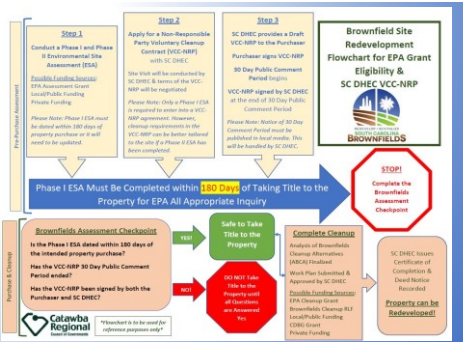 Step 1
Conduct a Phase I and Phase
II Environmental Site
Assessment (ESA)
Possible Funding Sources:
EPA Assessment Grant
Local/Public Funding
Private Funding
Please Note: Phase I ESA
must be dated within 180 days of
property purchase or it will
need to be updated.
Step 2
Apply for a Non-Responsible
Party Voluntary Cleanup
Contract (VCC-NRP)
with SC DHEC
Site Visit will be conducted by
SC DHEC & terms of the VCC-
NRP will be negotiated
Please Note: Only a Phase I ESA
is required to enter into a VCC-
NRP agreement. However,
cleanup requirements in the
VCC-NRP can be better tailored
to the site if a Phase II ESA has
been completed.
Step 3
SC DHEC provides a Draft
VCC-NRP to the Purchaser
Purchaser signs VCC-NRP
30 Day Public Comment
Period begins
VCC-NRP signed by SC DHEC
at the end of 30 Day Public
Comment Period
Please Note: Notice of 30 Day
Comment Period must be
published in local media. This
will be handled by SC DHEC.
Brownfield Site
Redevelopment
Flowchart for EPA Grant
Eligibility &
SC DHEC VCC-NRP
SOUTH CAROLINA
BROWNFIELDS
Pre-Purchase Assessment
Phase I ESA Must Be Completed within 180 Days of Taking Title to the
Property for EPA All Appropriate Inquiry
STOP!
Complete the
Brownfields
Assessment
Checkpoint
Purchase & Cleanup
Brownfields Assessment Checkpoint
Is the Phase I ESA dated within 180 days of
the intended property purchase?
Has the VCC-NRP 30 Day Public Comment
Period ended?
Has the VCC-NRP been signed by both the
Purchaser and SC DHEC?
YES!
NO!
Safe to Take
Title to the
Property
DO NOT Take
Title to the
Property until
all Questions
are Answered
Yes
Complete Cleanup
Analysis of Brownfields
Cleanup Alternatives
(ABCA) Finalized
Work Plan Submitted &
Approved by SC DHEC
Possible Funding Sources:
EPA Cleanup Grant
Brownfields Cleanup RLF
Local/Public Funding
CDBG Grant
Private Funding
SC DHEC Issues
Certificate of
Completion &
Deed Notice
Recorded
Property can be
Redeveloped!
Catawba
Regional
Council of Governments
*Flowchart is to be used for
reference purposes only*